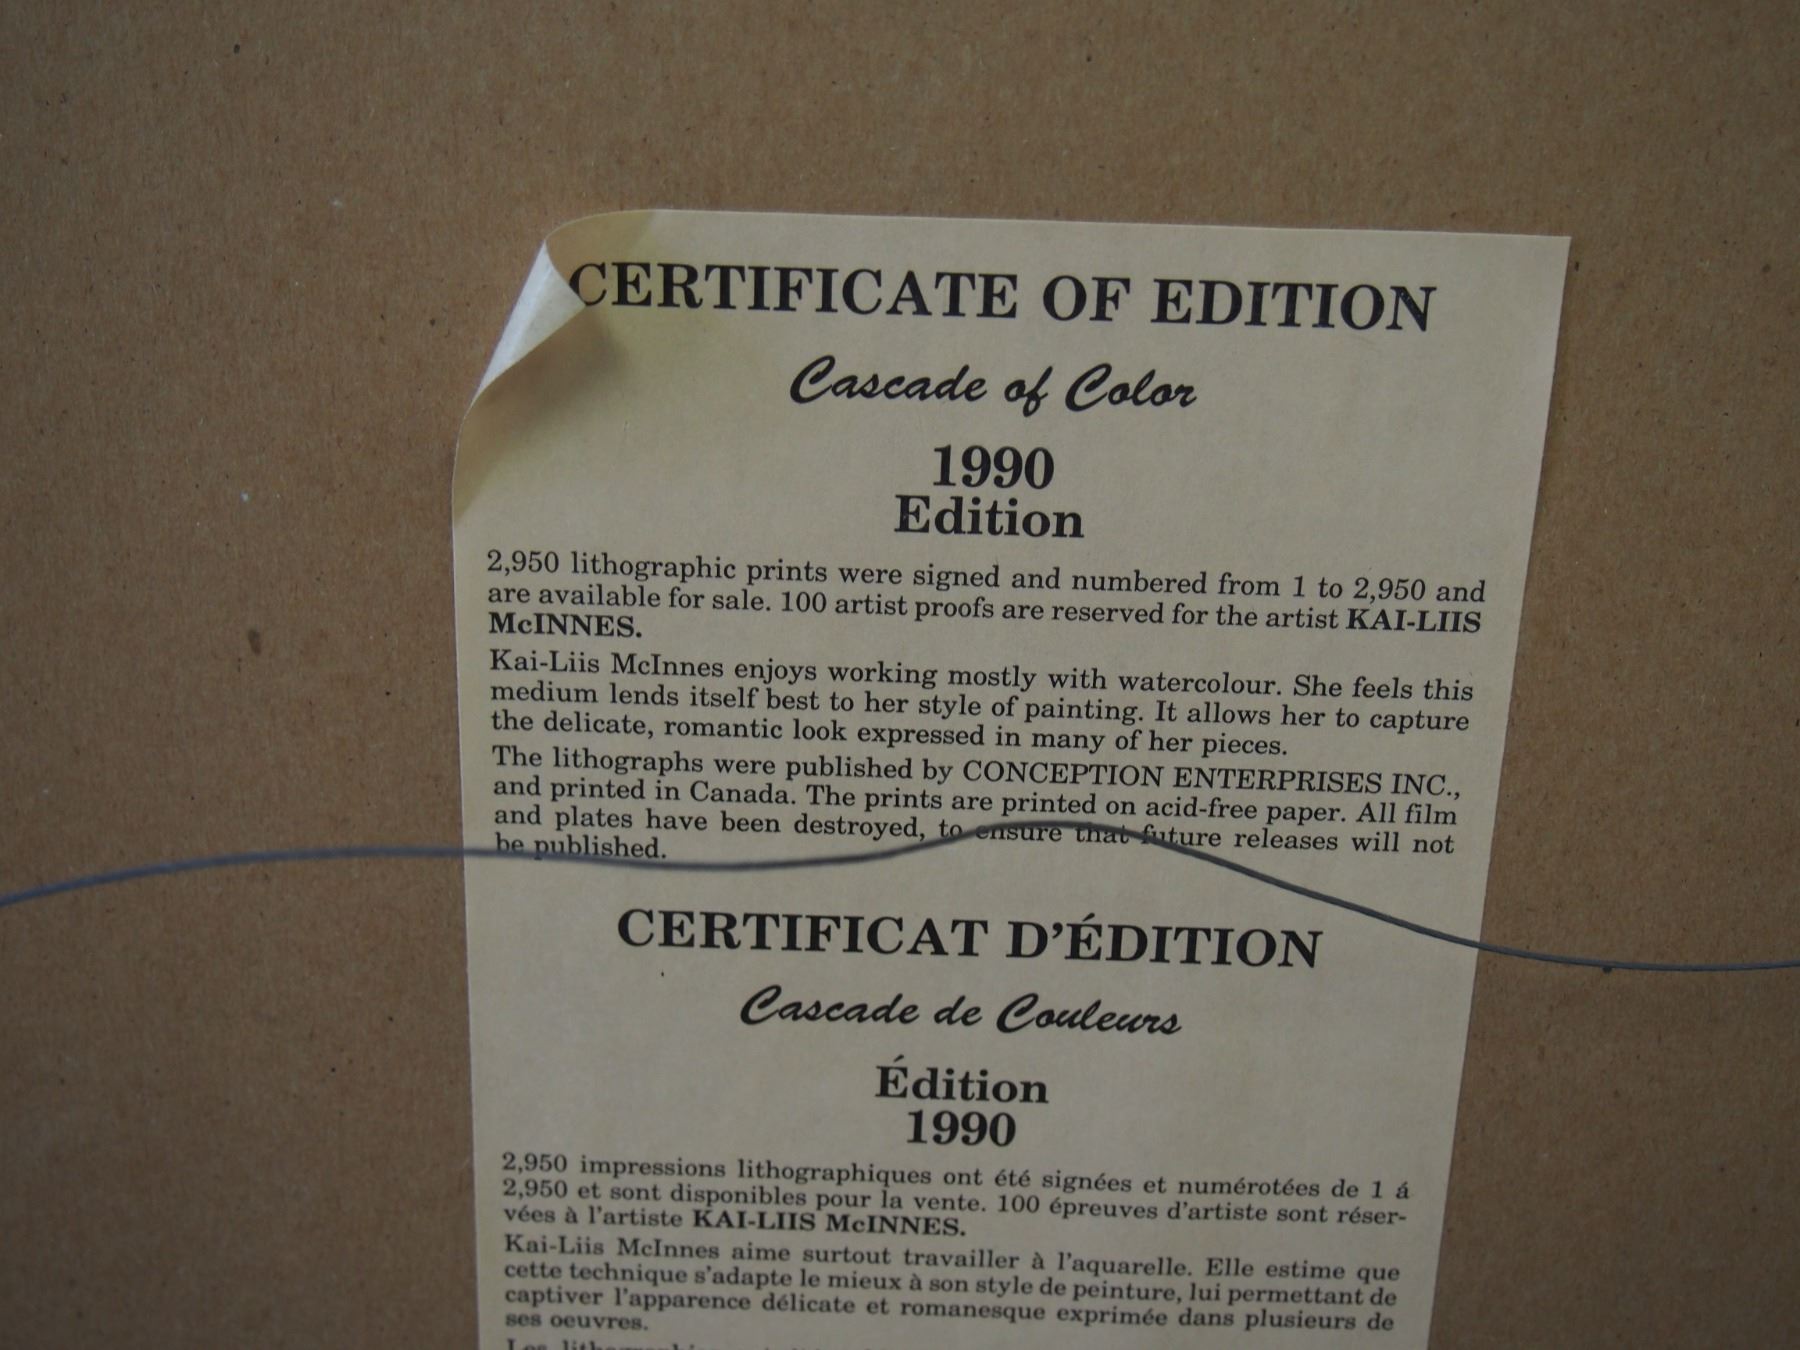 CERTIFICATE OF EDITION
Cascade of Color
1990
Edition
2,950 lithographic prints were signed and numbered from 1 to 2,950 and
are available for sale. 100 artist proofs are reserved for the artist KAI-LIIS
McINNES.
Kai-Liis McInnes enjoys working mostly with watercolour. She feels this
medium lends itself best to her style of painting. It allows her to capture
the delicate, romantic look expressed in many of her pieces.
The lithographs were published by CONCEPTION ENTERPRISES INC.,
and printed in Canada. The prints are printed on acid-free paper. All film
and plates have been destroyed, to ensure that future releases will not
be published.
CERTIFICAT D'ÉDITION
Cascade de Couleurs
Édition
1990
2,950 impressions lithographiques ont été signées et numérotées de 1 á
2,950 et sont disponibles pour la vente. 100 épreuves d'artiste sont réser-
vées à l'artiste KAI-LIIS McINNES.
Kai-Liis McInnes aime surtout travailler à l'aquarelle. Elle estime que
cette technique s'adapte le mieux à son style de peinture, lui permettant de
captiver l'apparence délicate et romanesque exprimée dans plusieurs de
ses oeuvres.